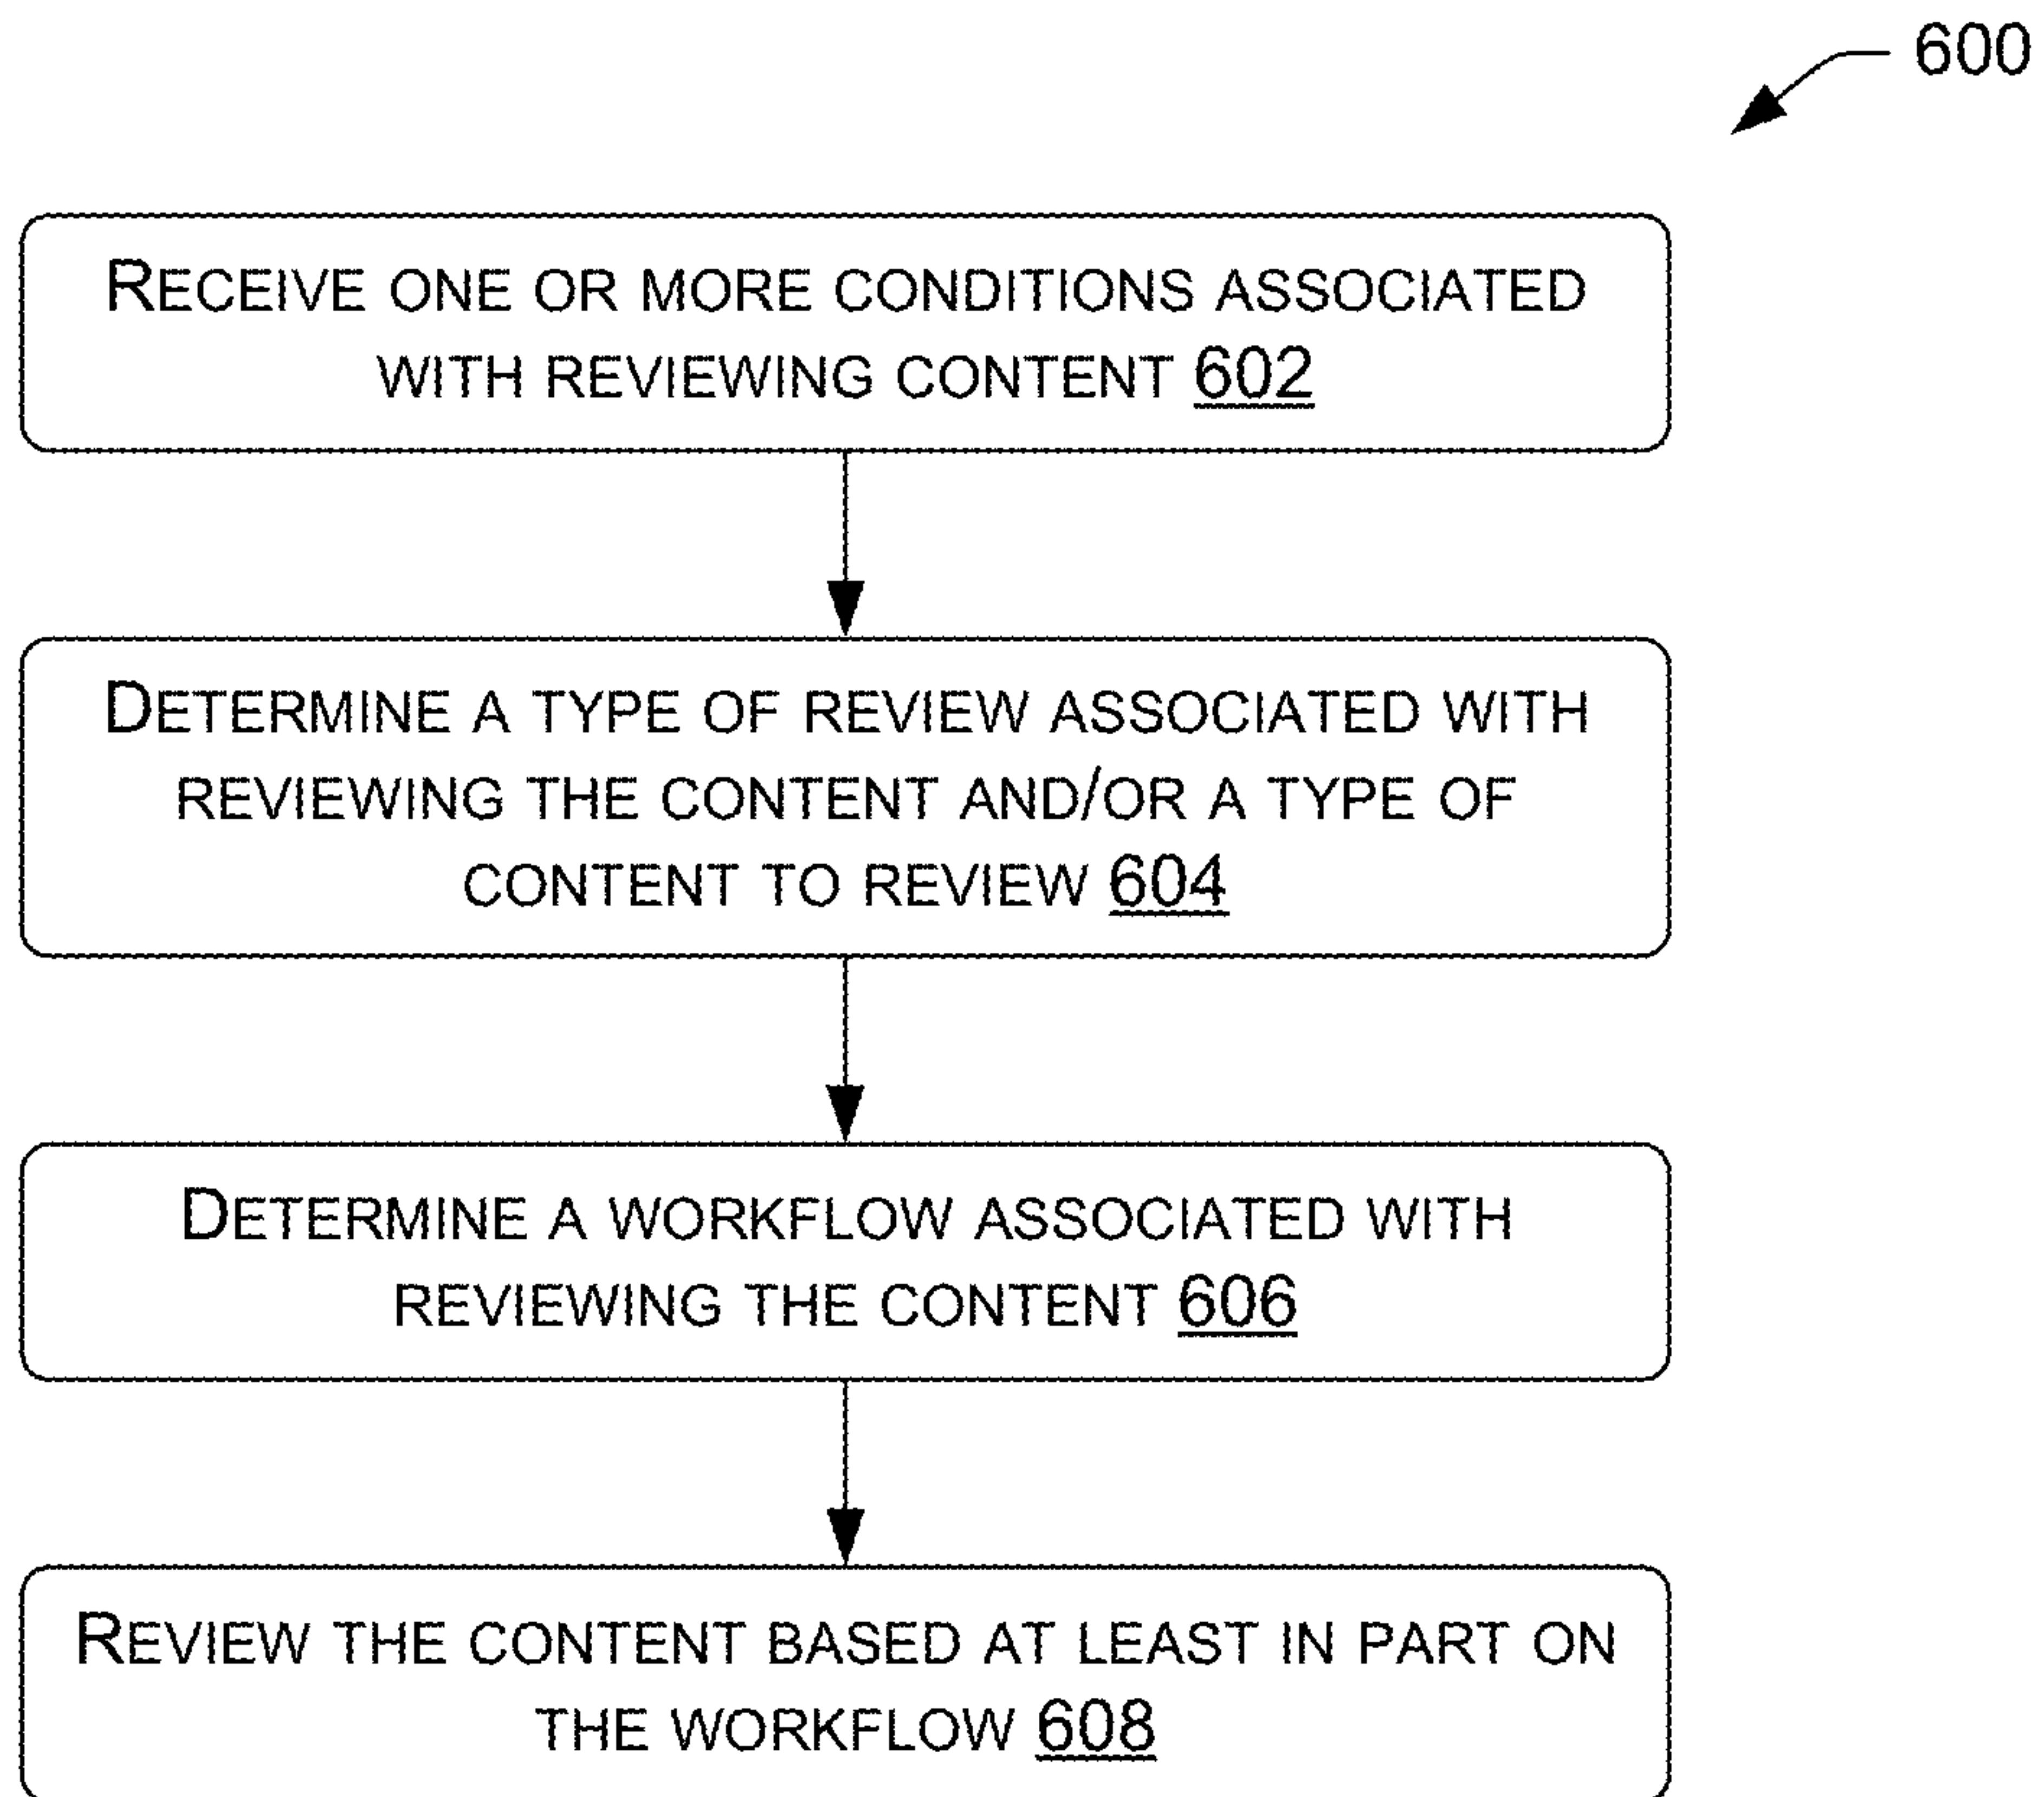 600
RECEIVE ONE OR MORE CONDITIONS ASSOCIATED
WITH REVIEWING CONTENT 602
DETERMINE A TYPE OF REVIEW ASSOCIATED WITH
REVIEWING THE CONTENT AND/OR A TYPE OF
CONTENT TO REVIEW 604
DETERMINE A WORKFLOW ASSOCIATED WITH
REVIEWING THE CONTENT 606
REVIEW THE CONTENT BASED AT LEAST IN PART ON
THE WORKFLOW 608